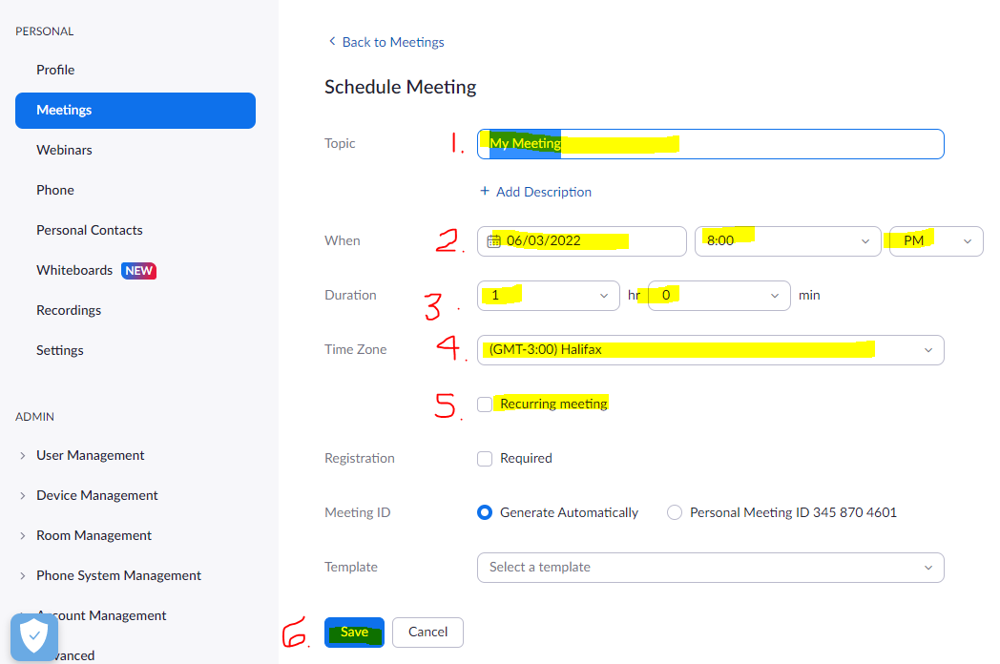 PERSONAL
Profile
Meetings
Webinars
Phone
Personal Contacts
Whiteboards NEW
Recordings
Settings
ADMIN
User Management
Device Management
Room Management
Phone System Management
count Management
vanced
Back to Meetings
Schedule Meeting
Topic 1. My Meeting
+ Add Description
When 2. 06/03/2022 8:00 PM
Duration 3. 1 hr 0 min
Time Zone 4. (GMT-3:00) Halifax
5. Recurring meeting
Registration Required
Meeting ID Generate Automatically Personal Meeting ID 345 870 4601
Template Select a template
6. Save Cancel